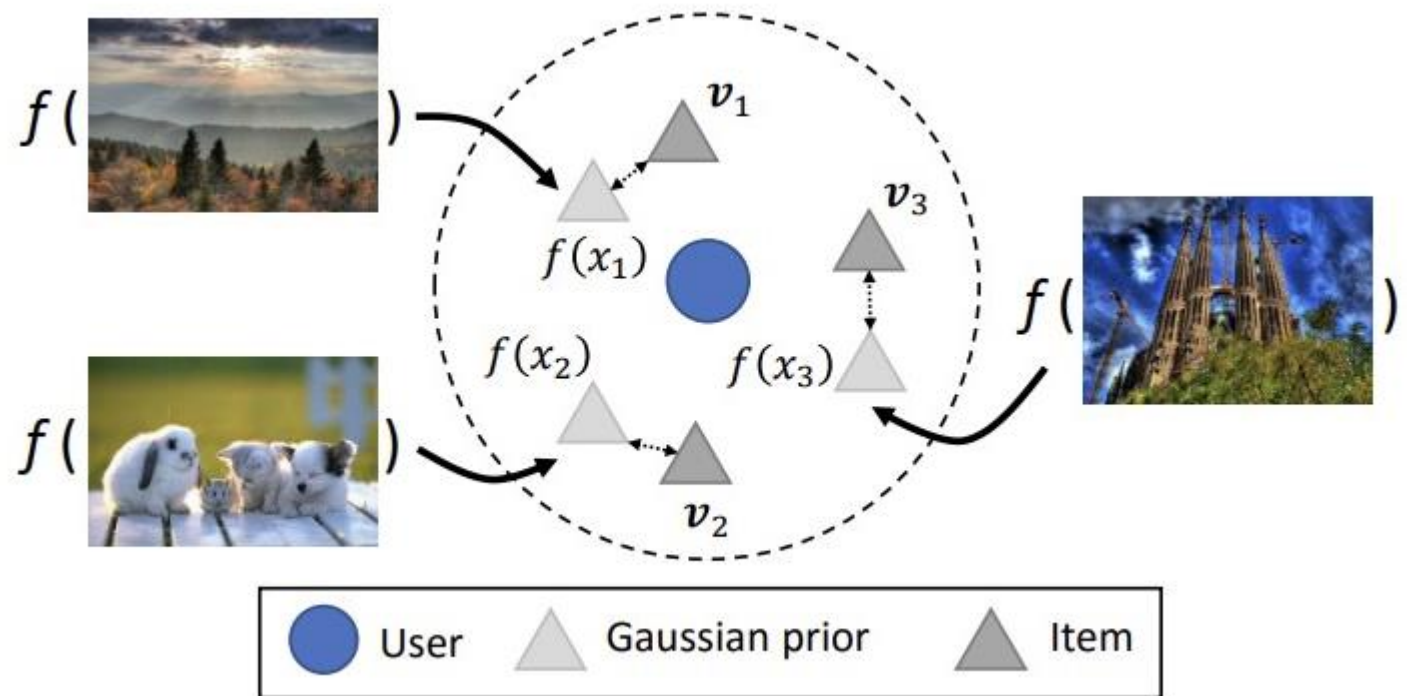 f( )
v₁
f(x₁)
v₃
f( )
f(x₂)
f(x₃)
f( )
v₂
User Gaussian prior Item